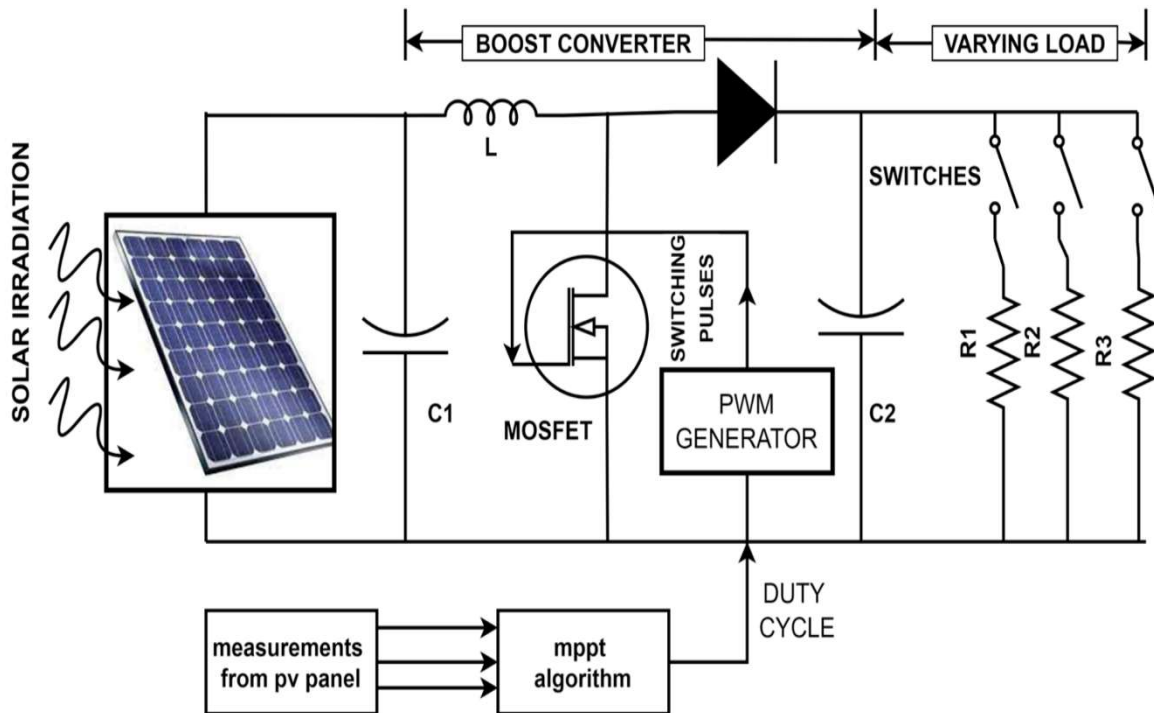 BOOST CONVERTER
VARYING LOAD
SOLAR IRRADIATION
L
SWITCHES
SWITCHING
PULSES
C1
MOSFET
PWM
GENERATOR
C2
R1
R2
R3
DUTY
CYCLE
measurements
from pv panel
mppt
algorithm